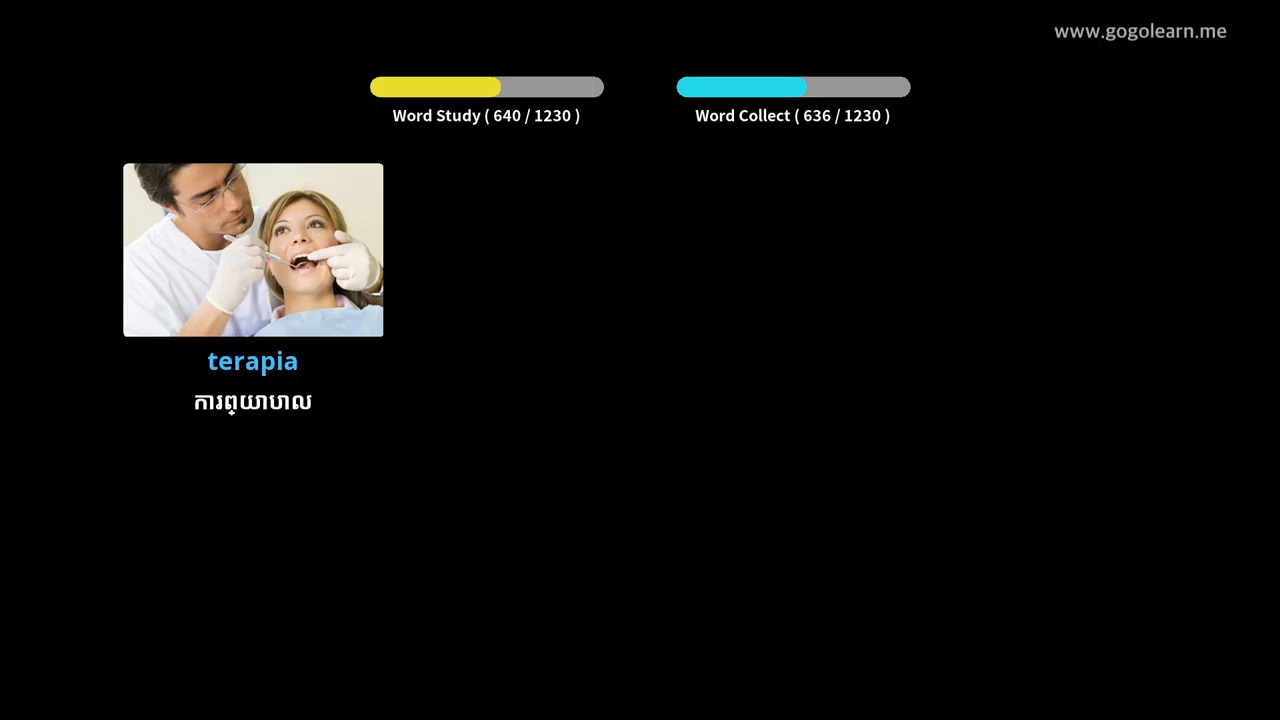 www.gogolearn.me
Word Study ( 640 / 1230 )
Word Collect ( 636 / 1230 )
terapia
ការព្យាបាល